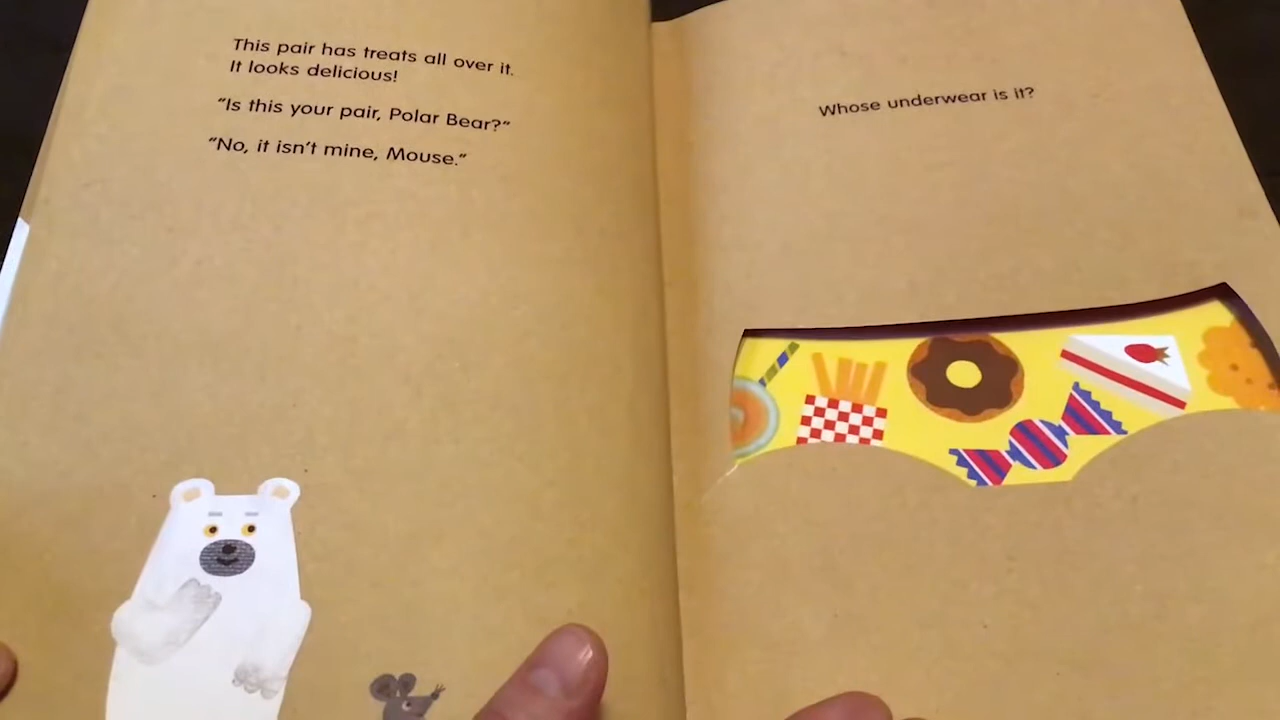 This pair has treats all over it.
It looks delicious!
“Is this your pair, Polar Bear?”
“No, it isn’t mine, Mouse.”
Whose underwear is it?